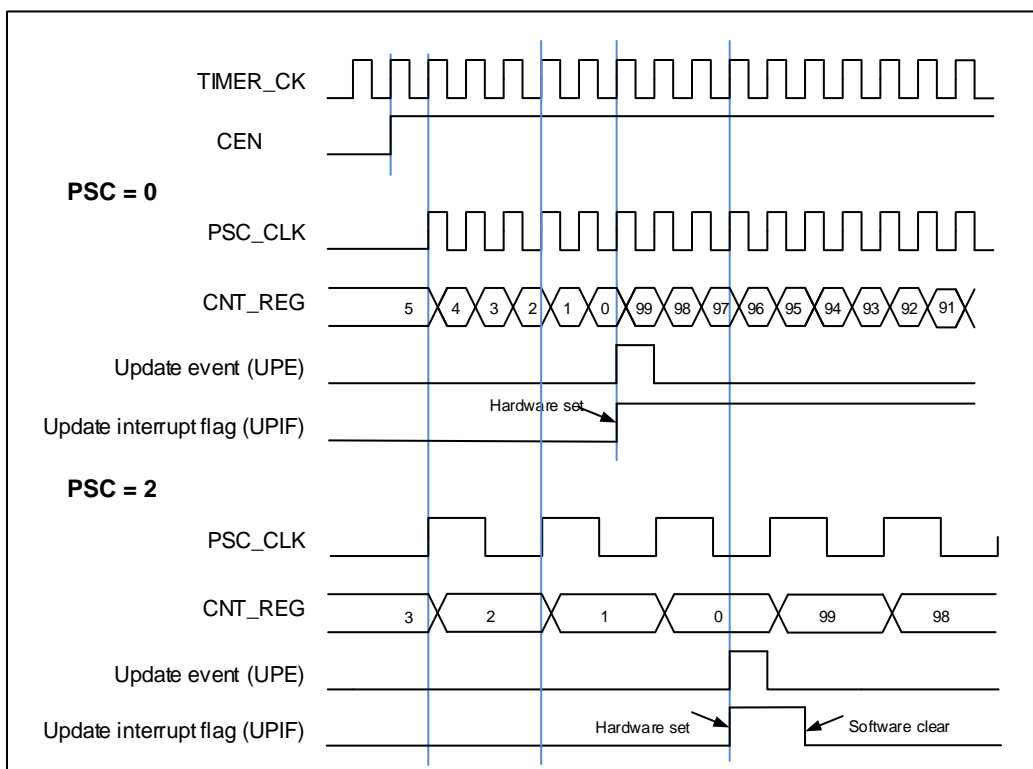 TIMER_CK
CEN
PSC = 0
PSC_CLK
CNT_REG 5 4 3 2 1 0 99 98 97 96 95 94 93 92 91
Update event (UPE)
Hardware set
Update interrupt flag (UPIF)
PSC = 2
PSC_CLK
CNT_REG 3 2 1 0 99 98
Update event (UPE)
Update interrupt flag (UPIF) Hardware set Software clear